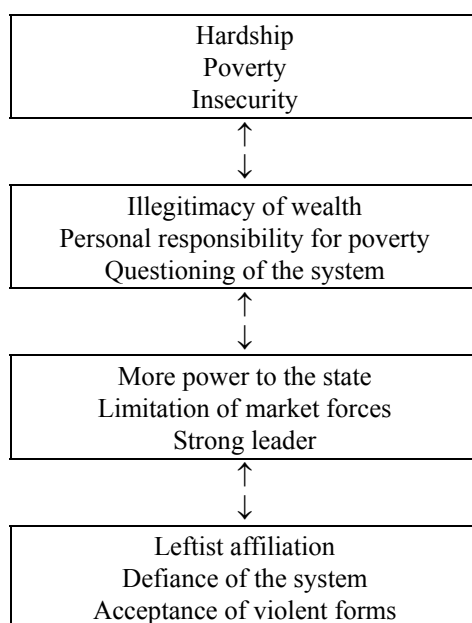 Hardship
Poverty
Insecurity
↑
↓
Illegitimacy of wealth
Personal responsibility for poverty
Questioning of the system
↑
↓
More power to the state
Limitation of market forces
Strong leader
↑
↓
Leftist affiliation
Defiance of the system
Acceptance of violent forms